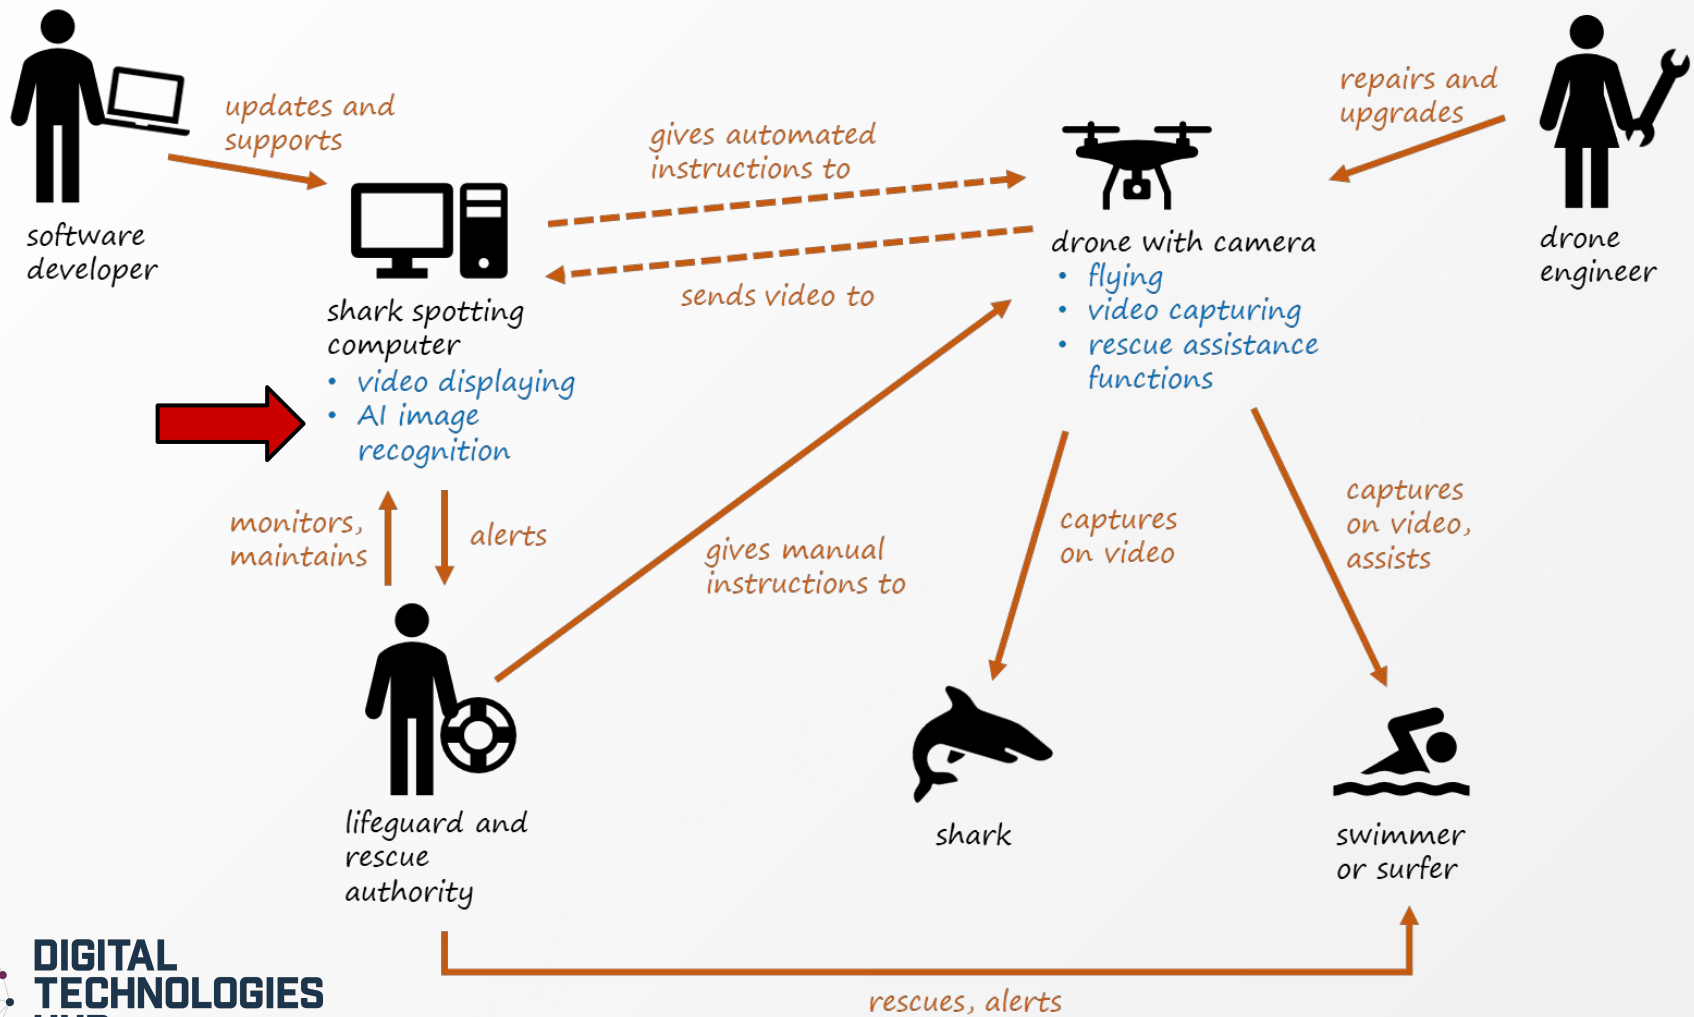 updates and
supports
software
developer
gives automated
instructions to
sends video to
repairs and
upgrades
drone
engineer
drone with camera
• flying
• video capturing
• rescue assistance
functions
shark spotting
computer
• video displaying
• AI image
recognition
monitors,
maintains
alerts
gives manual
instructions to
captures
on video
captures
on video,
assists
lifeguard and
rescue
authority
shark
swimmer
or surfer
rescues, alerts
DIGITAL
TECHNOLOGIES
HUB